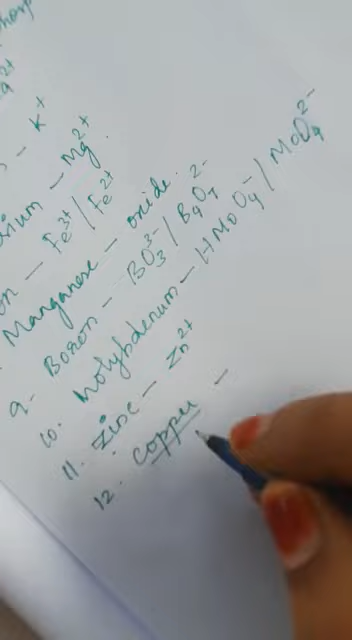 K⁺
Mg²⁺
Fe³⁺/Fe²⁺
Manganese — oxide.
9. Boron — BO₃³⁻/B₄O₇²⁻
10. Molybdenum — HMoO₄⁻/MoO₄²⁻
11. Zinc — Zn²⁺
12. Copper —